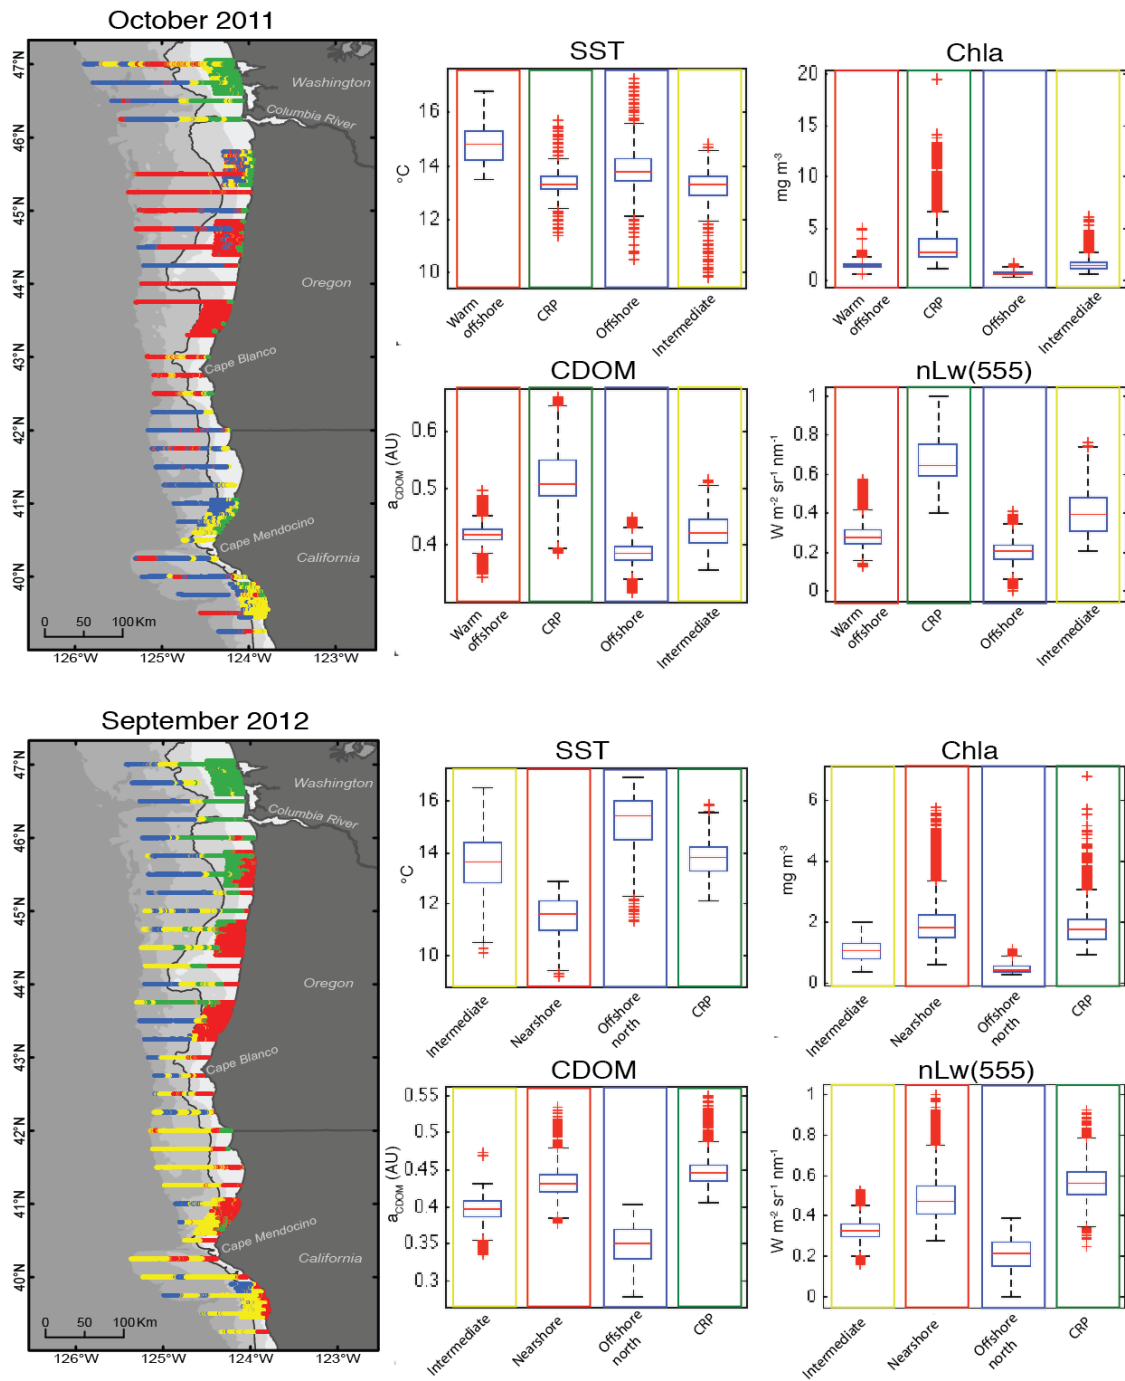 October 2011
47°N
46°N
45°N
44°N
43°N
42°N
41°N
40°N
Washington
Columbia River
Oregon
Cape Blanco
Cape Mendocino
California
0 50 100 Km
126°W 125°W 124°W 123°W
SST
°C
16
14
12
10
Warm offshore
CRP
Offshore
Intermediate
Chla
mg m-3
20
15
10
5
0
Warm offshore
CRP
Offshore
Intermediate
CDOM
aCDOM (AU)
0.6
0.5
0.4
Warm offshore
CRP
Offshore
Intermediate
nLw(555)
W m-2 sr-1 nm-1
1
0.8
0.6
0.4
0.2
0
Warm offshore
CRP
Offshore
Intermediate
September 2012
47°N
46°N
45°N
44°N
43°N
42°N
41°N
40°N
Washington
Columbia River
Oregon
Cape Blanco
Cape Mendocino
California
0 50 100 Km
126°W 125°W 124°W 123°W
SST
°C
16
14
12
10
Intermediate
Nearshore
Offshore north
CRP
Chla
mg m-3
6
4
2
0
Intermediate
Nearshore
Offshore north
CRP
CDOM
aCDOM (AU)
0.55
0.5
0.45
0.4
0.35
0.3
Intermediate
Nearshore
Offshore north
CRP
nLw(555)
W m-2 sr-1 nm-1
1
0.8
0.6
0.4
0.2
0
Intermediate
Nearshore
Offshore north
CRP